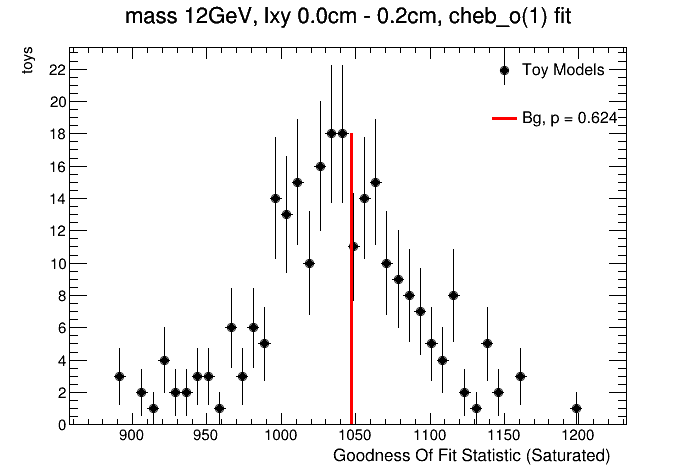 mass 12GeV, lxy 0.0cm - 0.2cm, cheb_o(1) fit
toys
Toy Models
Bg, p = 0.624
22
20
18
16
14
12
10
8
6
4
2
0
900 950 1000 1050 1100 1150 1200
Goodness Of Fit Statistic (Saturated)